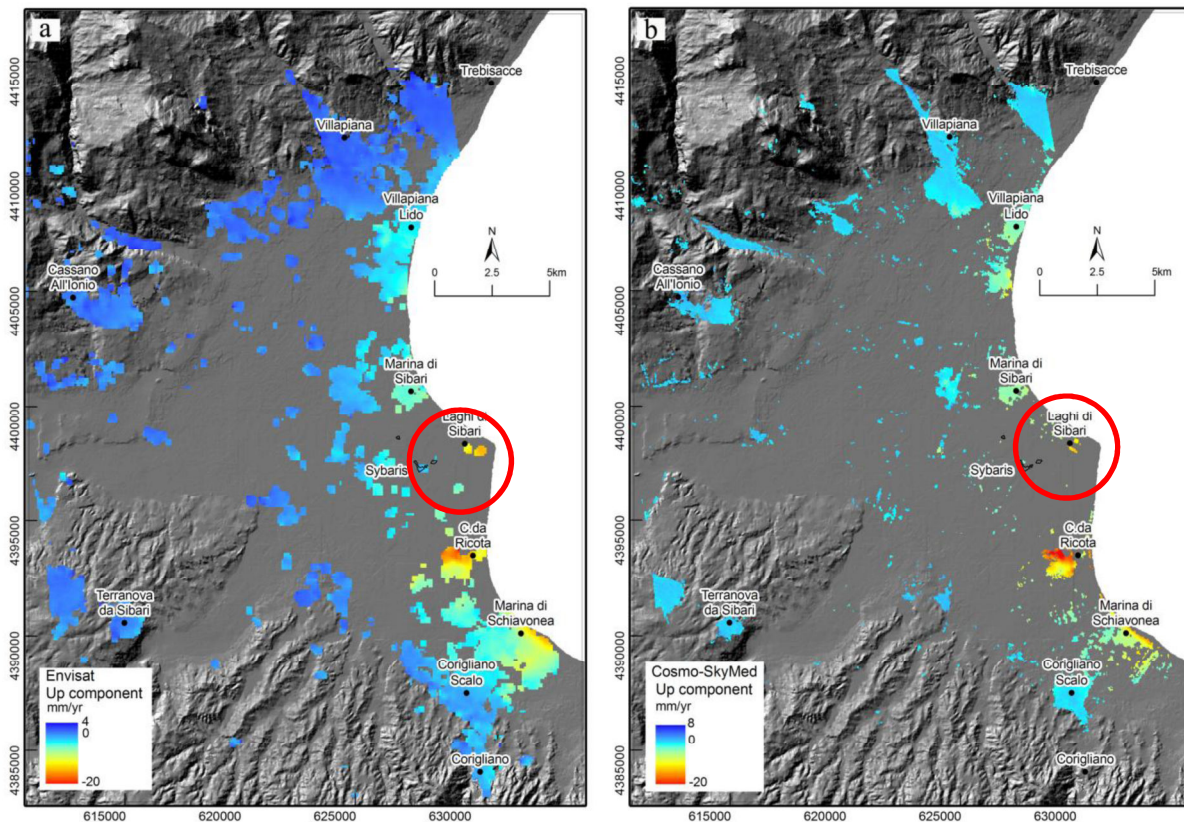 a
Trebisacce
Villapiana
Villapiana
Lido
N
0 2.5 5km
Cassano
All'Ionio
Marina di
Sibari
Laghi di
Sibari
Sybaris
C.da
Ricota
Terranova
da Sibari
Marina di
Schiavonea
Corigliano
Scalo
Corigliano
Envisat
Up component
mm/yr
4
0
-20
4415000
4410000
4405000
4400000
4395000
4390000
4385000
615000 620000 625000 630000
b
Trebisacce
Villapiana
Villapiana
Lido
N
0 2.5 5km
Cassano
All'Ionio
Marina di
Sibari
Laghi di
Sibari
Sybaris
C.da
Ricota
Terranova
da Sibari
Marina di
Schiavonea
Corigliano
Scalo
Corigliano
Cosmo-SkyMed
Up component
mm/yr
8
0
-20
4415000
4410000
4405000
4400000
4395000
4390000
4385000
615000 620000 625000 630000